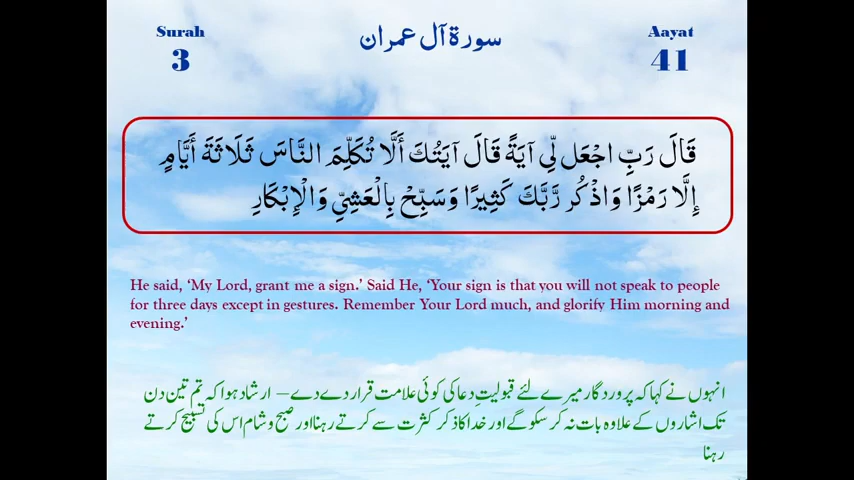 Surah
3
سورة آل عمران
Aayat
41
قَالَ رَبِّ اجْعَل لِّي آيَةً قَالَ آيَتُكَ أَلَّا تُكَلِّمَ النَّاسَ ثَلَاثَةَ أَيَّامٍ
إِلَّا رَمْزًا وَاذْكُر رَّبَّكَ كَثِيرًا وَسَبِّحْ بِالْعَشِيِّ وَالْإِبْكَارِ
He said, ‘My Lord, grant me a sign.’ Said He, ‘Your sign is that you will not speak to people
for three days except in gestures. Remember Your Lord much, and glorify Him morning and
evening.’
انہوں نے کہا کہ پروردگار میرے لئے قبولیتِ دعا کی کوئی علامت قرار دے دے – ارشاد ہوا کہ تم تین دن
تک اشاروں کے علاوہ بات نہ کر سکو گے اور خدا کا ذکر کثرت سے کرتے رہنا اور صبح و شام اس کی تسبیح کرتے
رہنا